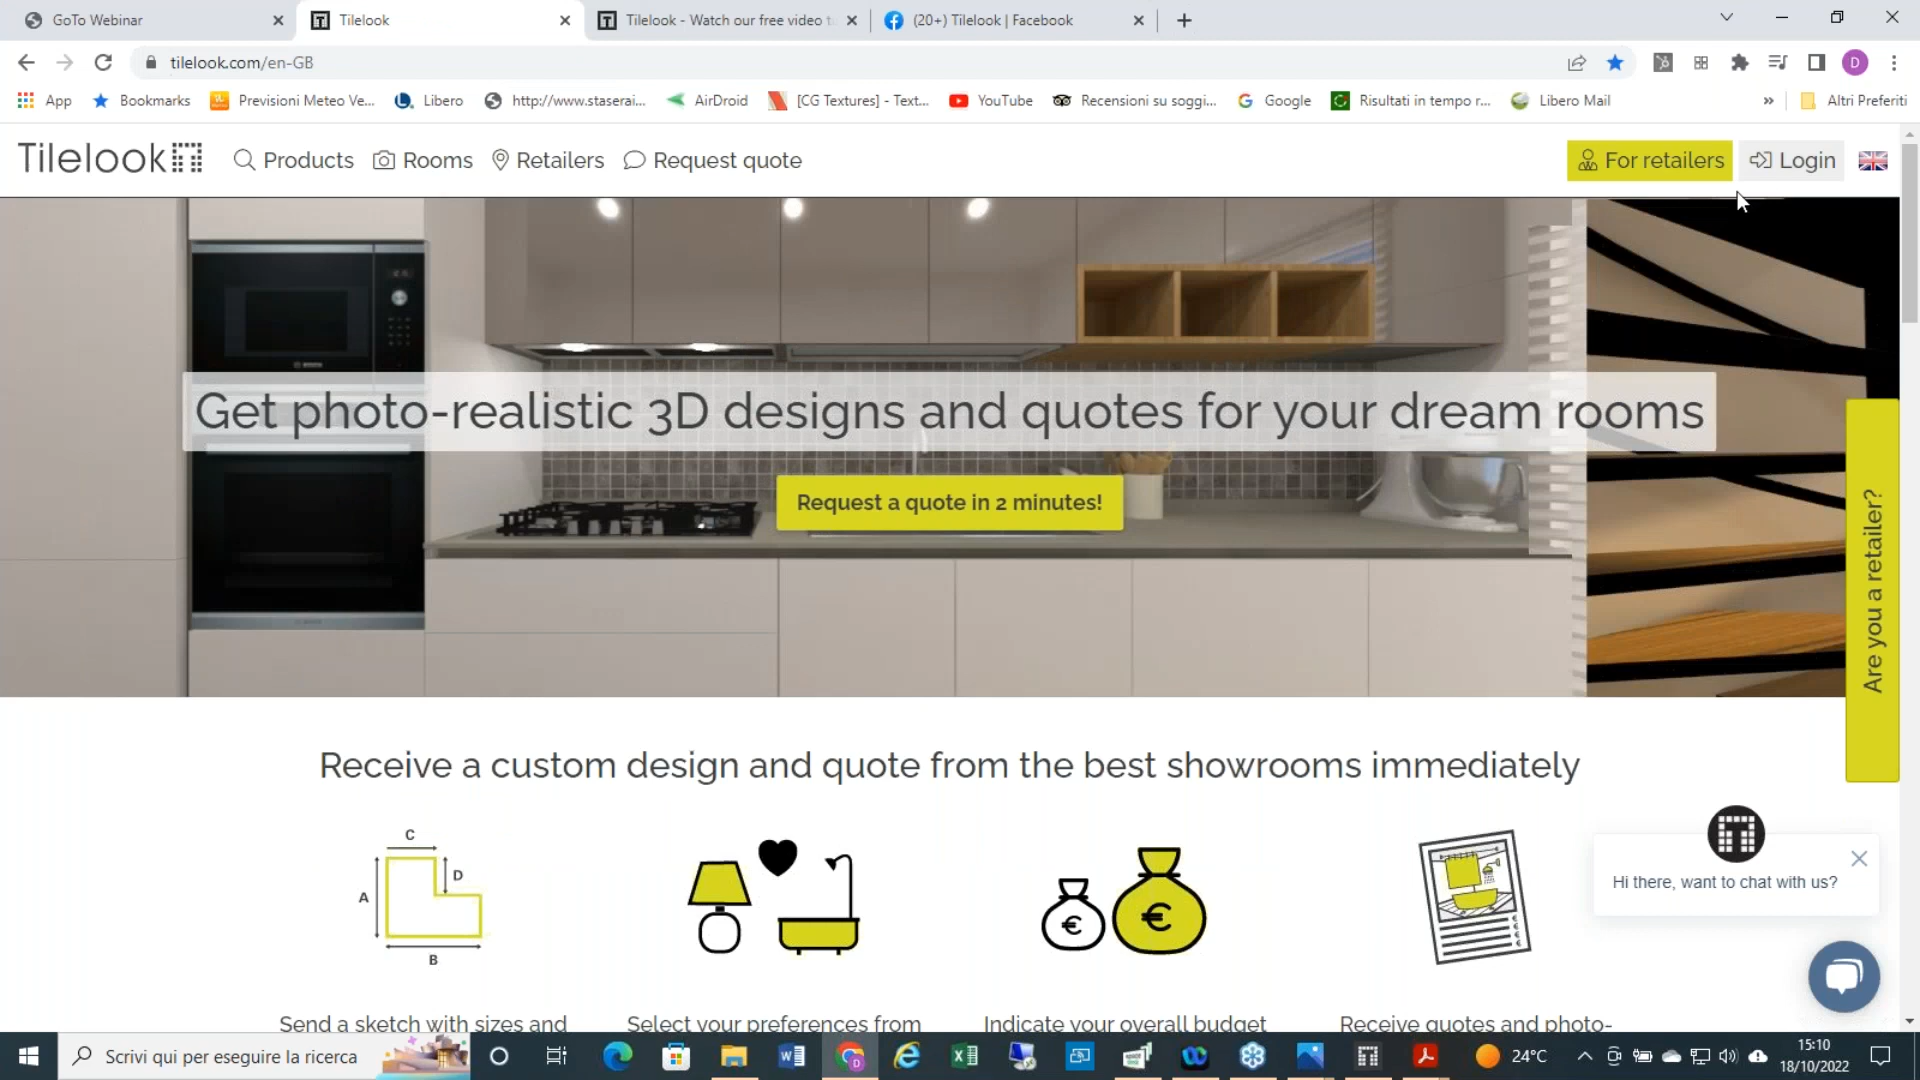 GoTo Webinar
Tilelook
Tilelook - Watch our free video t
(20+) Tilelook | Facebook
tilelook.com/en-GB
D
App
Bookmarks
Previsioni Meteo Ve...
Libero
http://www.staserai...
AirDroid
[CG Textures] - Text...
YouTube
Recensioni su soggi...
Google
Risultati in tempo r...
Libero Mail
»
Altri Preferiti
Tilelook
Products
Rooms
Retailers
Request quote
For retailers
Login
Get photo-realistic 3D designs and quotes for your dream rooms
Request a quote in 2 minutes!
Are you a retailer?
Receive a custom design and quote from the best showrooms immediately
C
D
A
B
€
€
Hi there, want to chat with us?
Send a sketch with sizes and
Select your preferences from
Indicate your overall budget
Receive quotes and photo-
Scrivi qui per eseguire la ricerca
24°C
15:10
18/10/2022